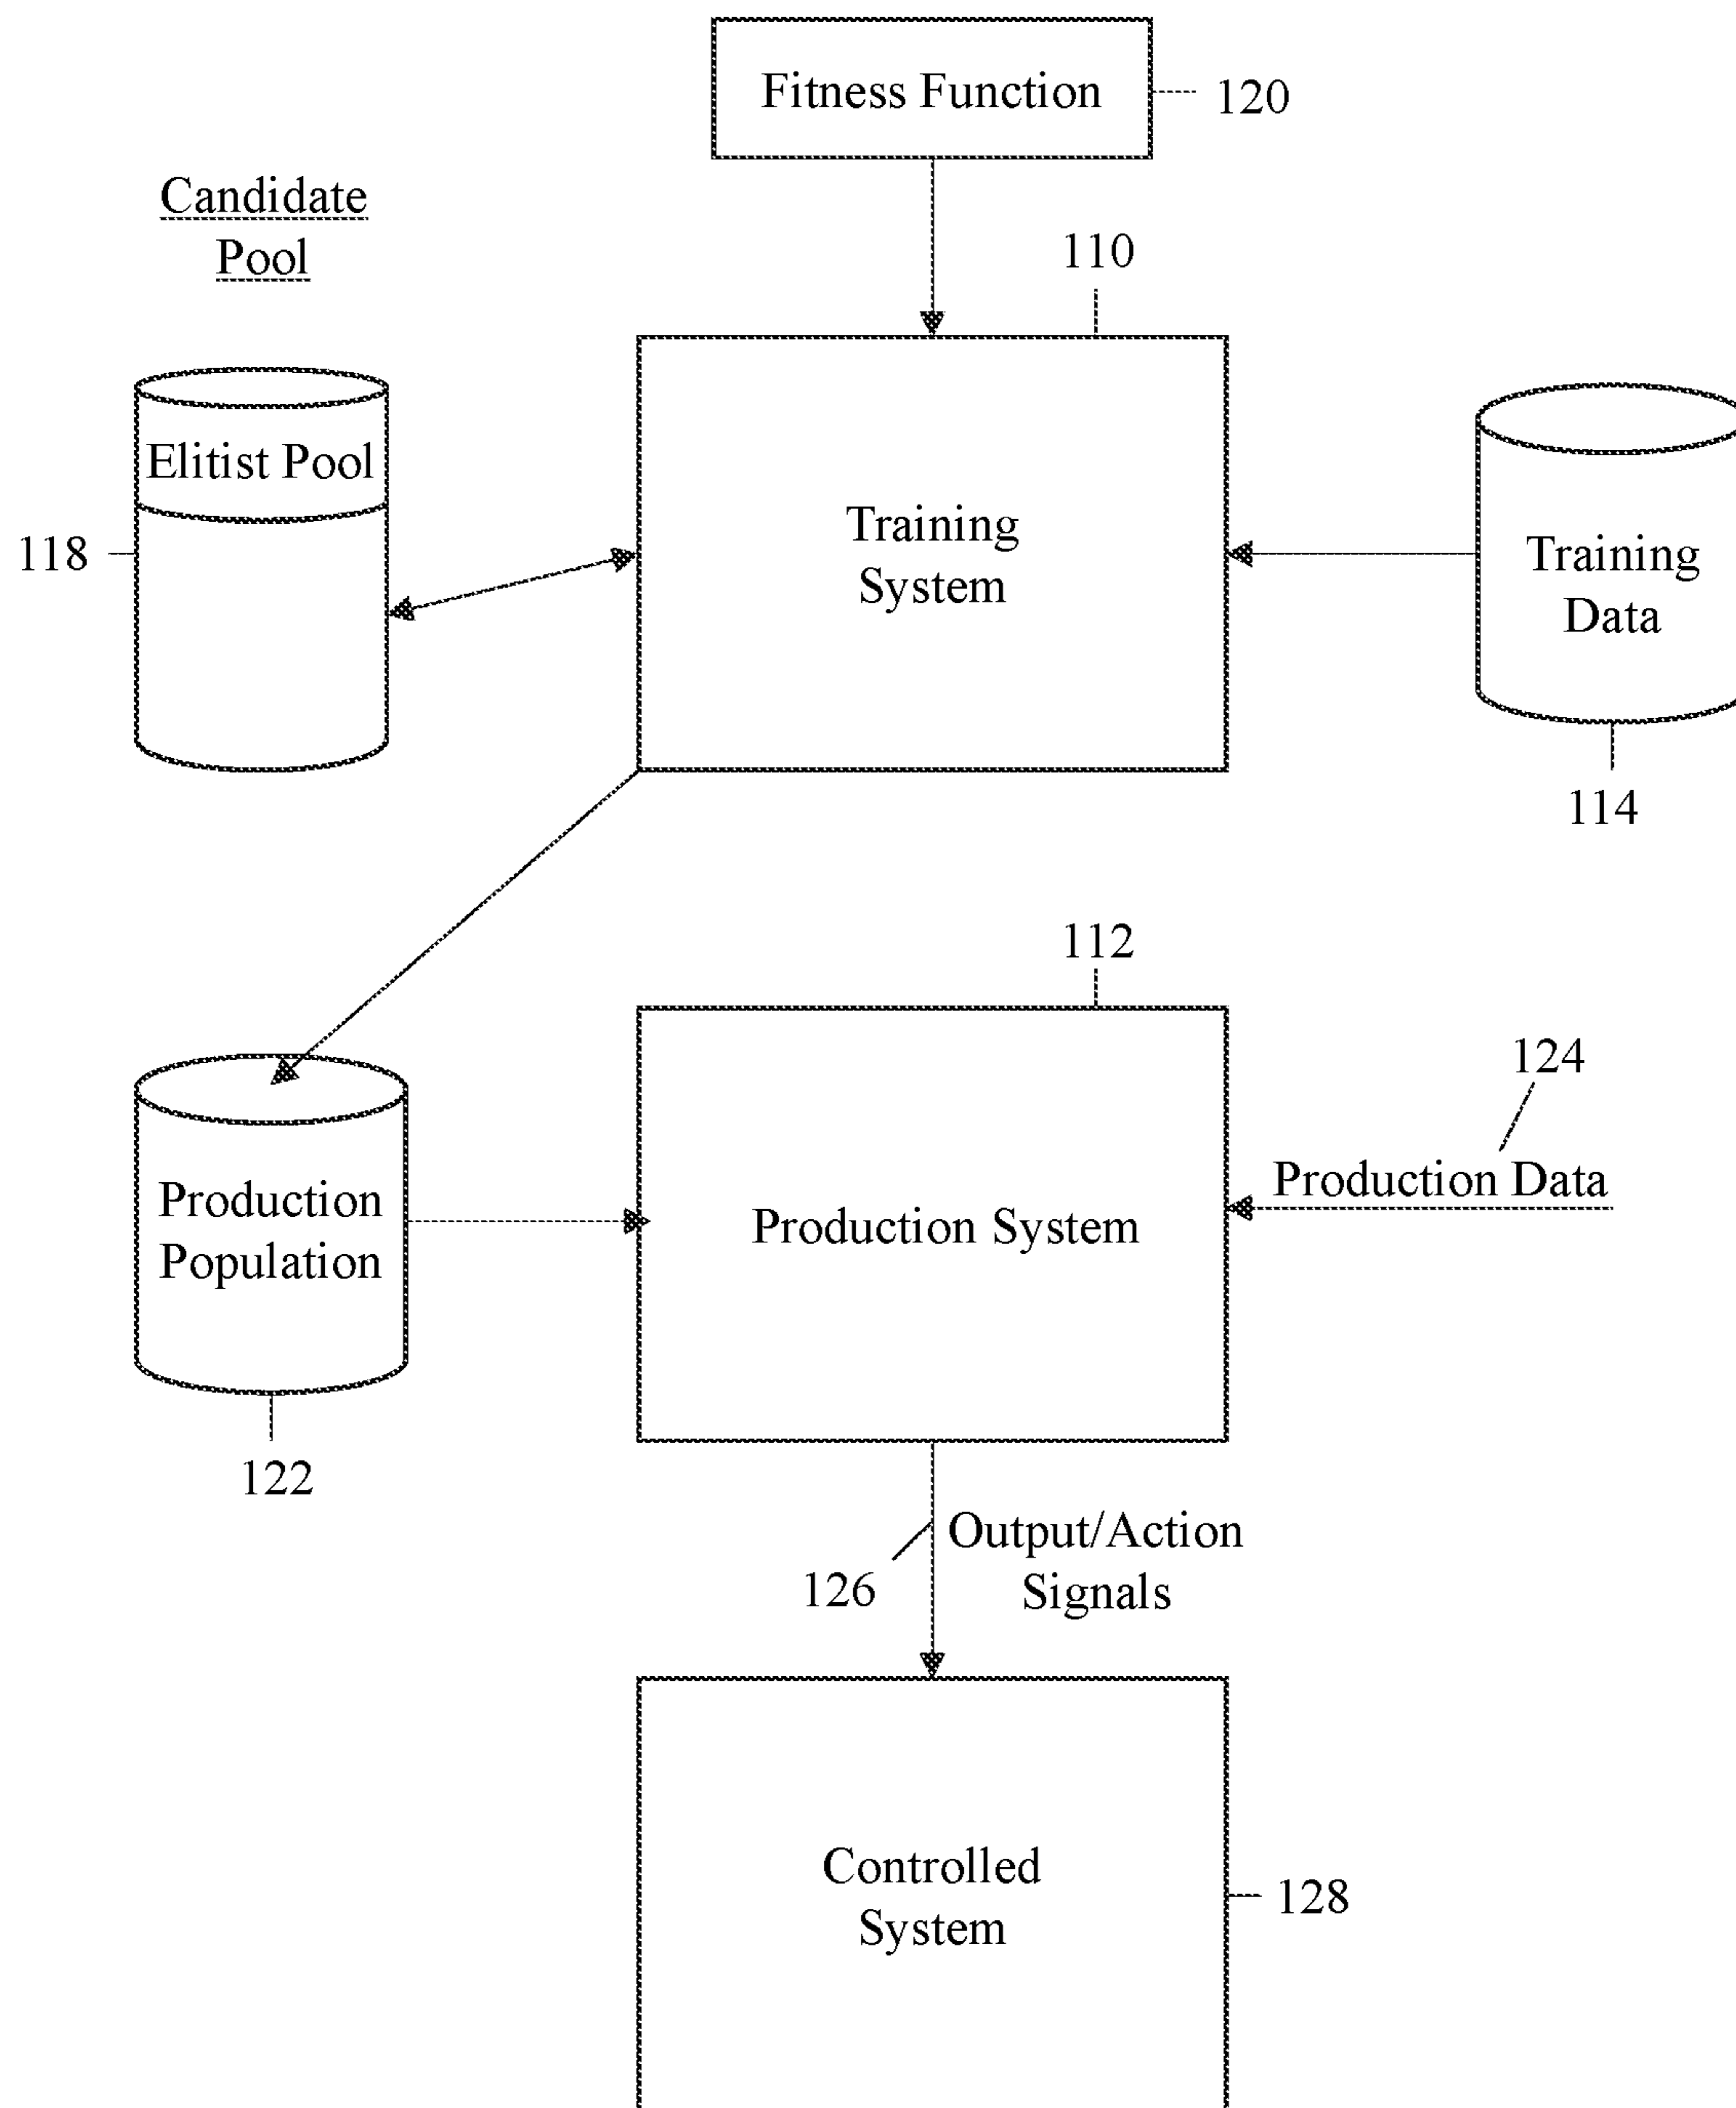 Fitness Function
120
Candidate
Pool
110
Elitist Pool
118
Training
System
Training
Data
114
112
124
Production Data
Production
Population
Production System
122
Output/Action
Signals
126
Controlled
System
128